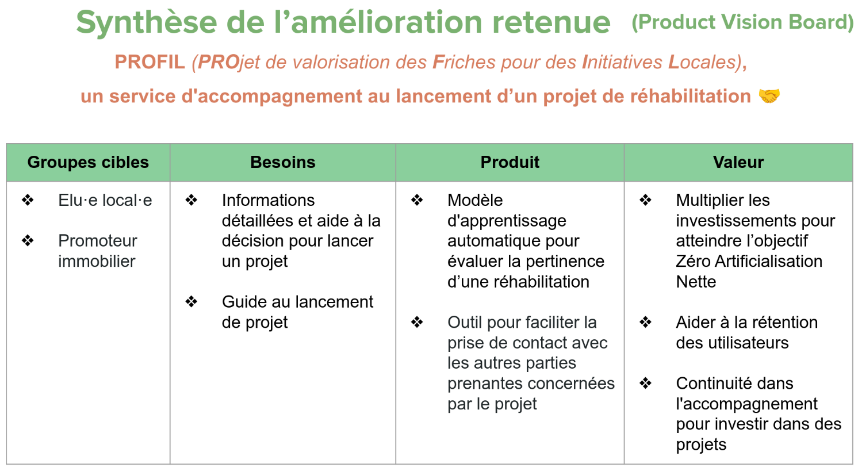 Synthèse de l’amélioration retenue (Product Vision Board)
PROFIL (PROjet de valorisation des Friches pour des Initiatives Locales),
un service d'accompagnement au lancement d’un projet de réhabilitation 🤝
Groupes cibles
❖ Elu·e local·e
❖ Promoteur
immobilier
Besoins
❖ Informations
détaillées et aide à la
décision pour lancer
un projet
❖ Guide au lancement
de projet
Produit
❖ Modèle
d'apprentissage
automatique pour
évaluer la pertinence
d’une réhabilitation
❖ Outil pour faciliter la
prise de contact avec
les autres parties
prenantes concernées
par le projet
Valeur
❖ Multiplier les
investissements pour
atteindre l’objectif
Zéro Artificialisation
Nette
❖ Aider à la rétention
des utilisateurs
❖ Continuité dans
l'accompagnement
pour investir dans des
projets